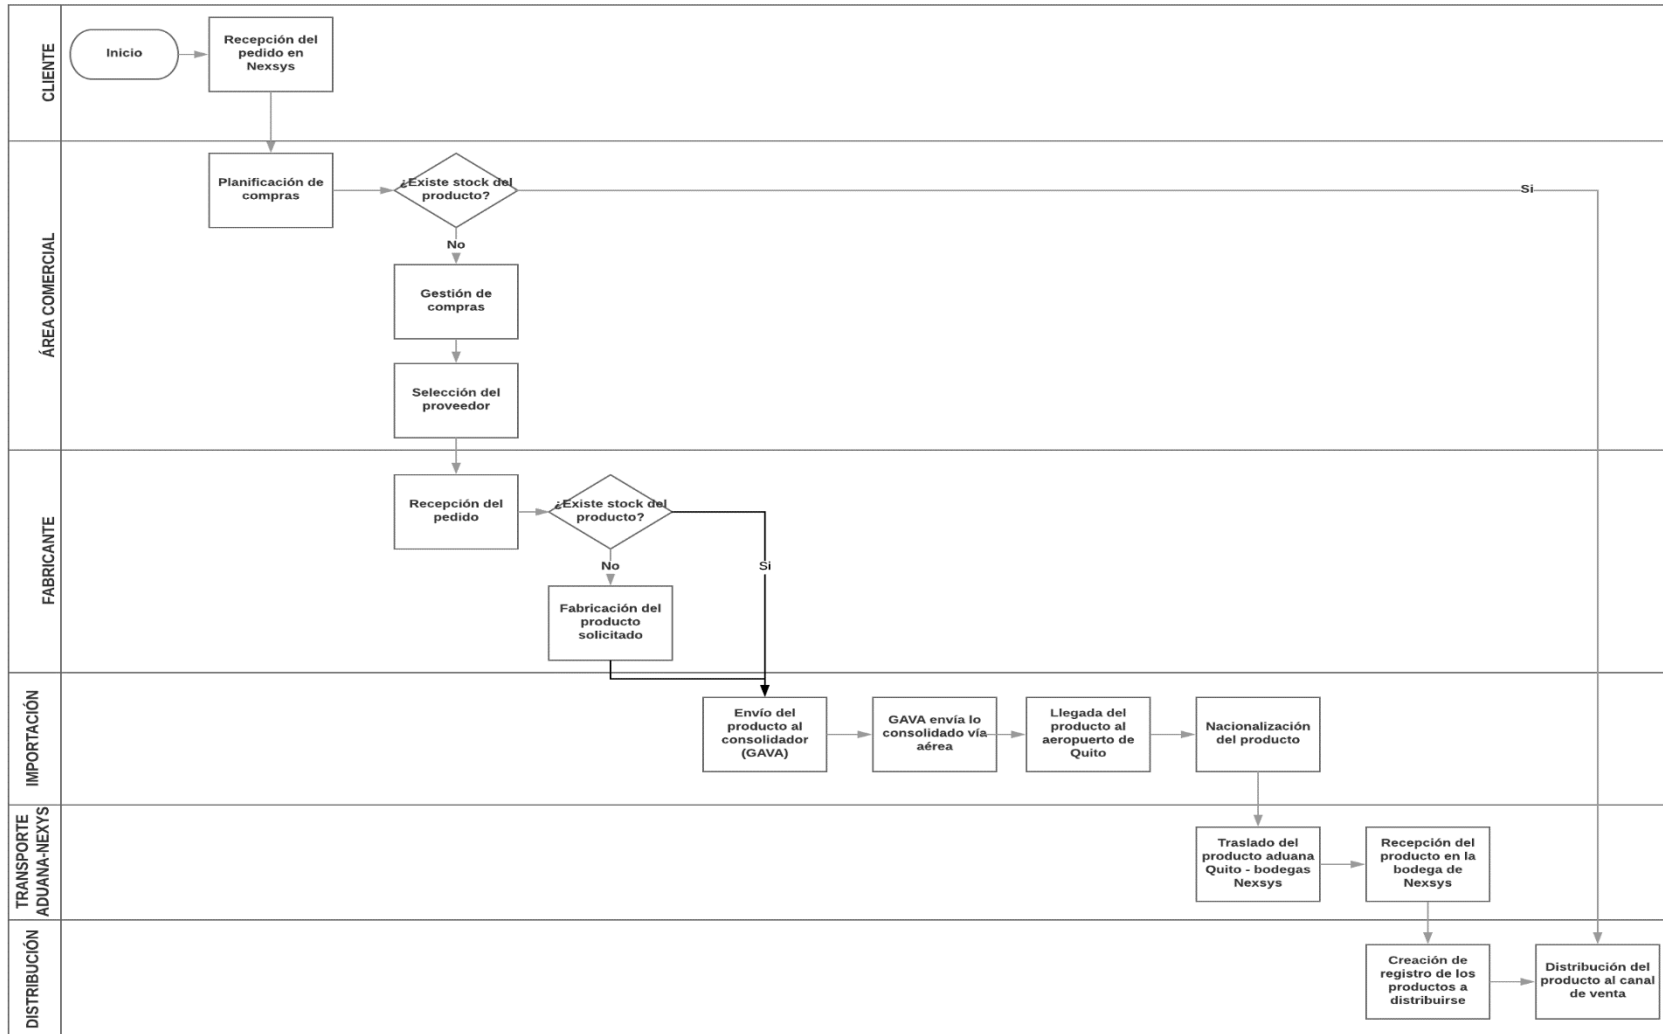 CLIENTE
Inicio
Recepción del
pedido en
Nexsys
ÁREA COMERCIAL
Planificación de
compras
¿Existe stock del
producto?
Sí
No
Gestión de
compras
Selección del
proveedor
FABRICANTE
Recepción del
pedido
¿Existe stock del
producto?
Si
No
Fabricación del
producto
solicitado
IMPORTACIÓN
Envío del
producto al
consolidador
(GAVA)
GAVA envía lo
consolidado vía
aérea
Llegada del
producto al
aeropuerto de
Quito
Nacionalización
del producto
TRANSPORTE
ADUANA-NEXYS
Traslado del
producto aduana
Quito - bodegas
Nexsys
Recepción del
producto en la
bodega de
Nexsys
DISTRIBUCIÓN
Creación de
registro de los
productos a
distribuirse
Distribución del
producto al canal
de venta